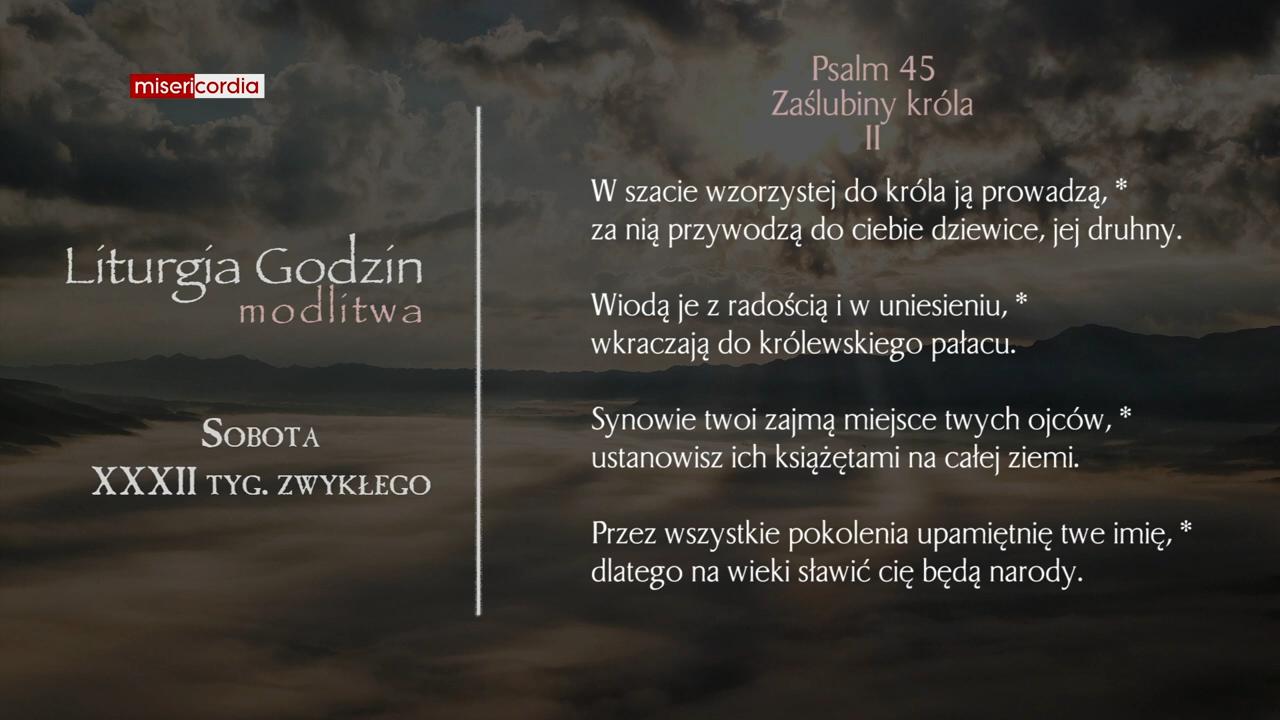 misericordia
Liturgia Godzin
modlitwa
Sobota
XXXII tyg. zwykłego
Psalm 45
Zaślubiny króla
II
W szacie wzorzystej do króla ją prowadzą, *
za nią przywodzą do ciebie dziewice, jej druhny.
Wiodą je z radością i w uniesieniu, *
wkraczają do królewskiego pałacu.
Synowie twoi zajmą miejsce twych ojców, *
ustanowisz ich książętami na całej ziemi.
Przez wszystkie pokolenia upamiętnię twe imię, *
dlatego na wieki sławić cię będą narody.